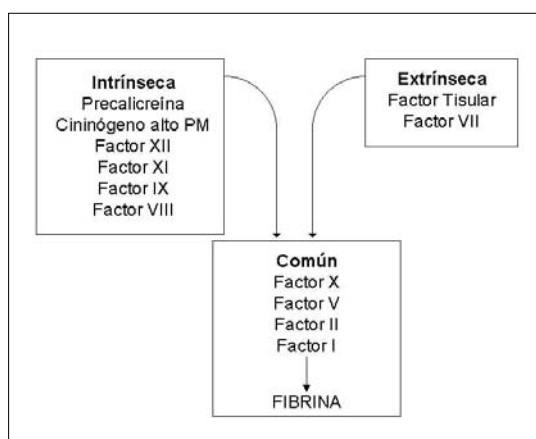 Intrínseca
Precalicreína
Cininógeno alto PM
Factor XII
Factor XI
Factor IX
Factor VIII
Extrínseca
Factor Tisular
Factor VII
Común
Factor X
Factor V
Factor II
Factor I
FIBRINA